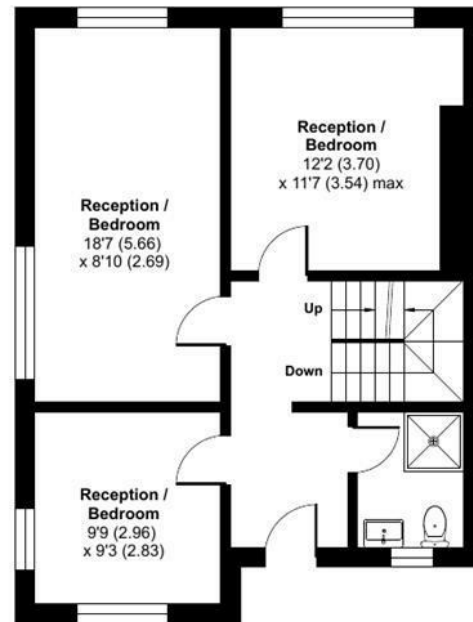 Reception /
Bedroom
12'2 (3.70)
x 11'7 (3.54) max
Reception /
Bedroom
18'7 (5.66)
x 8'10 (2.69)
Up
Down
Reception /
Bedroom
9'9 (2.96)
x 9'3 (2.83)